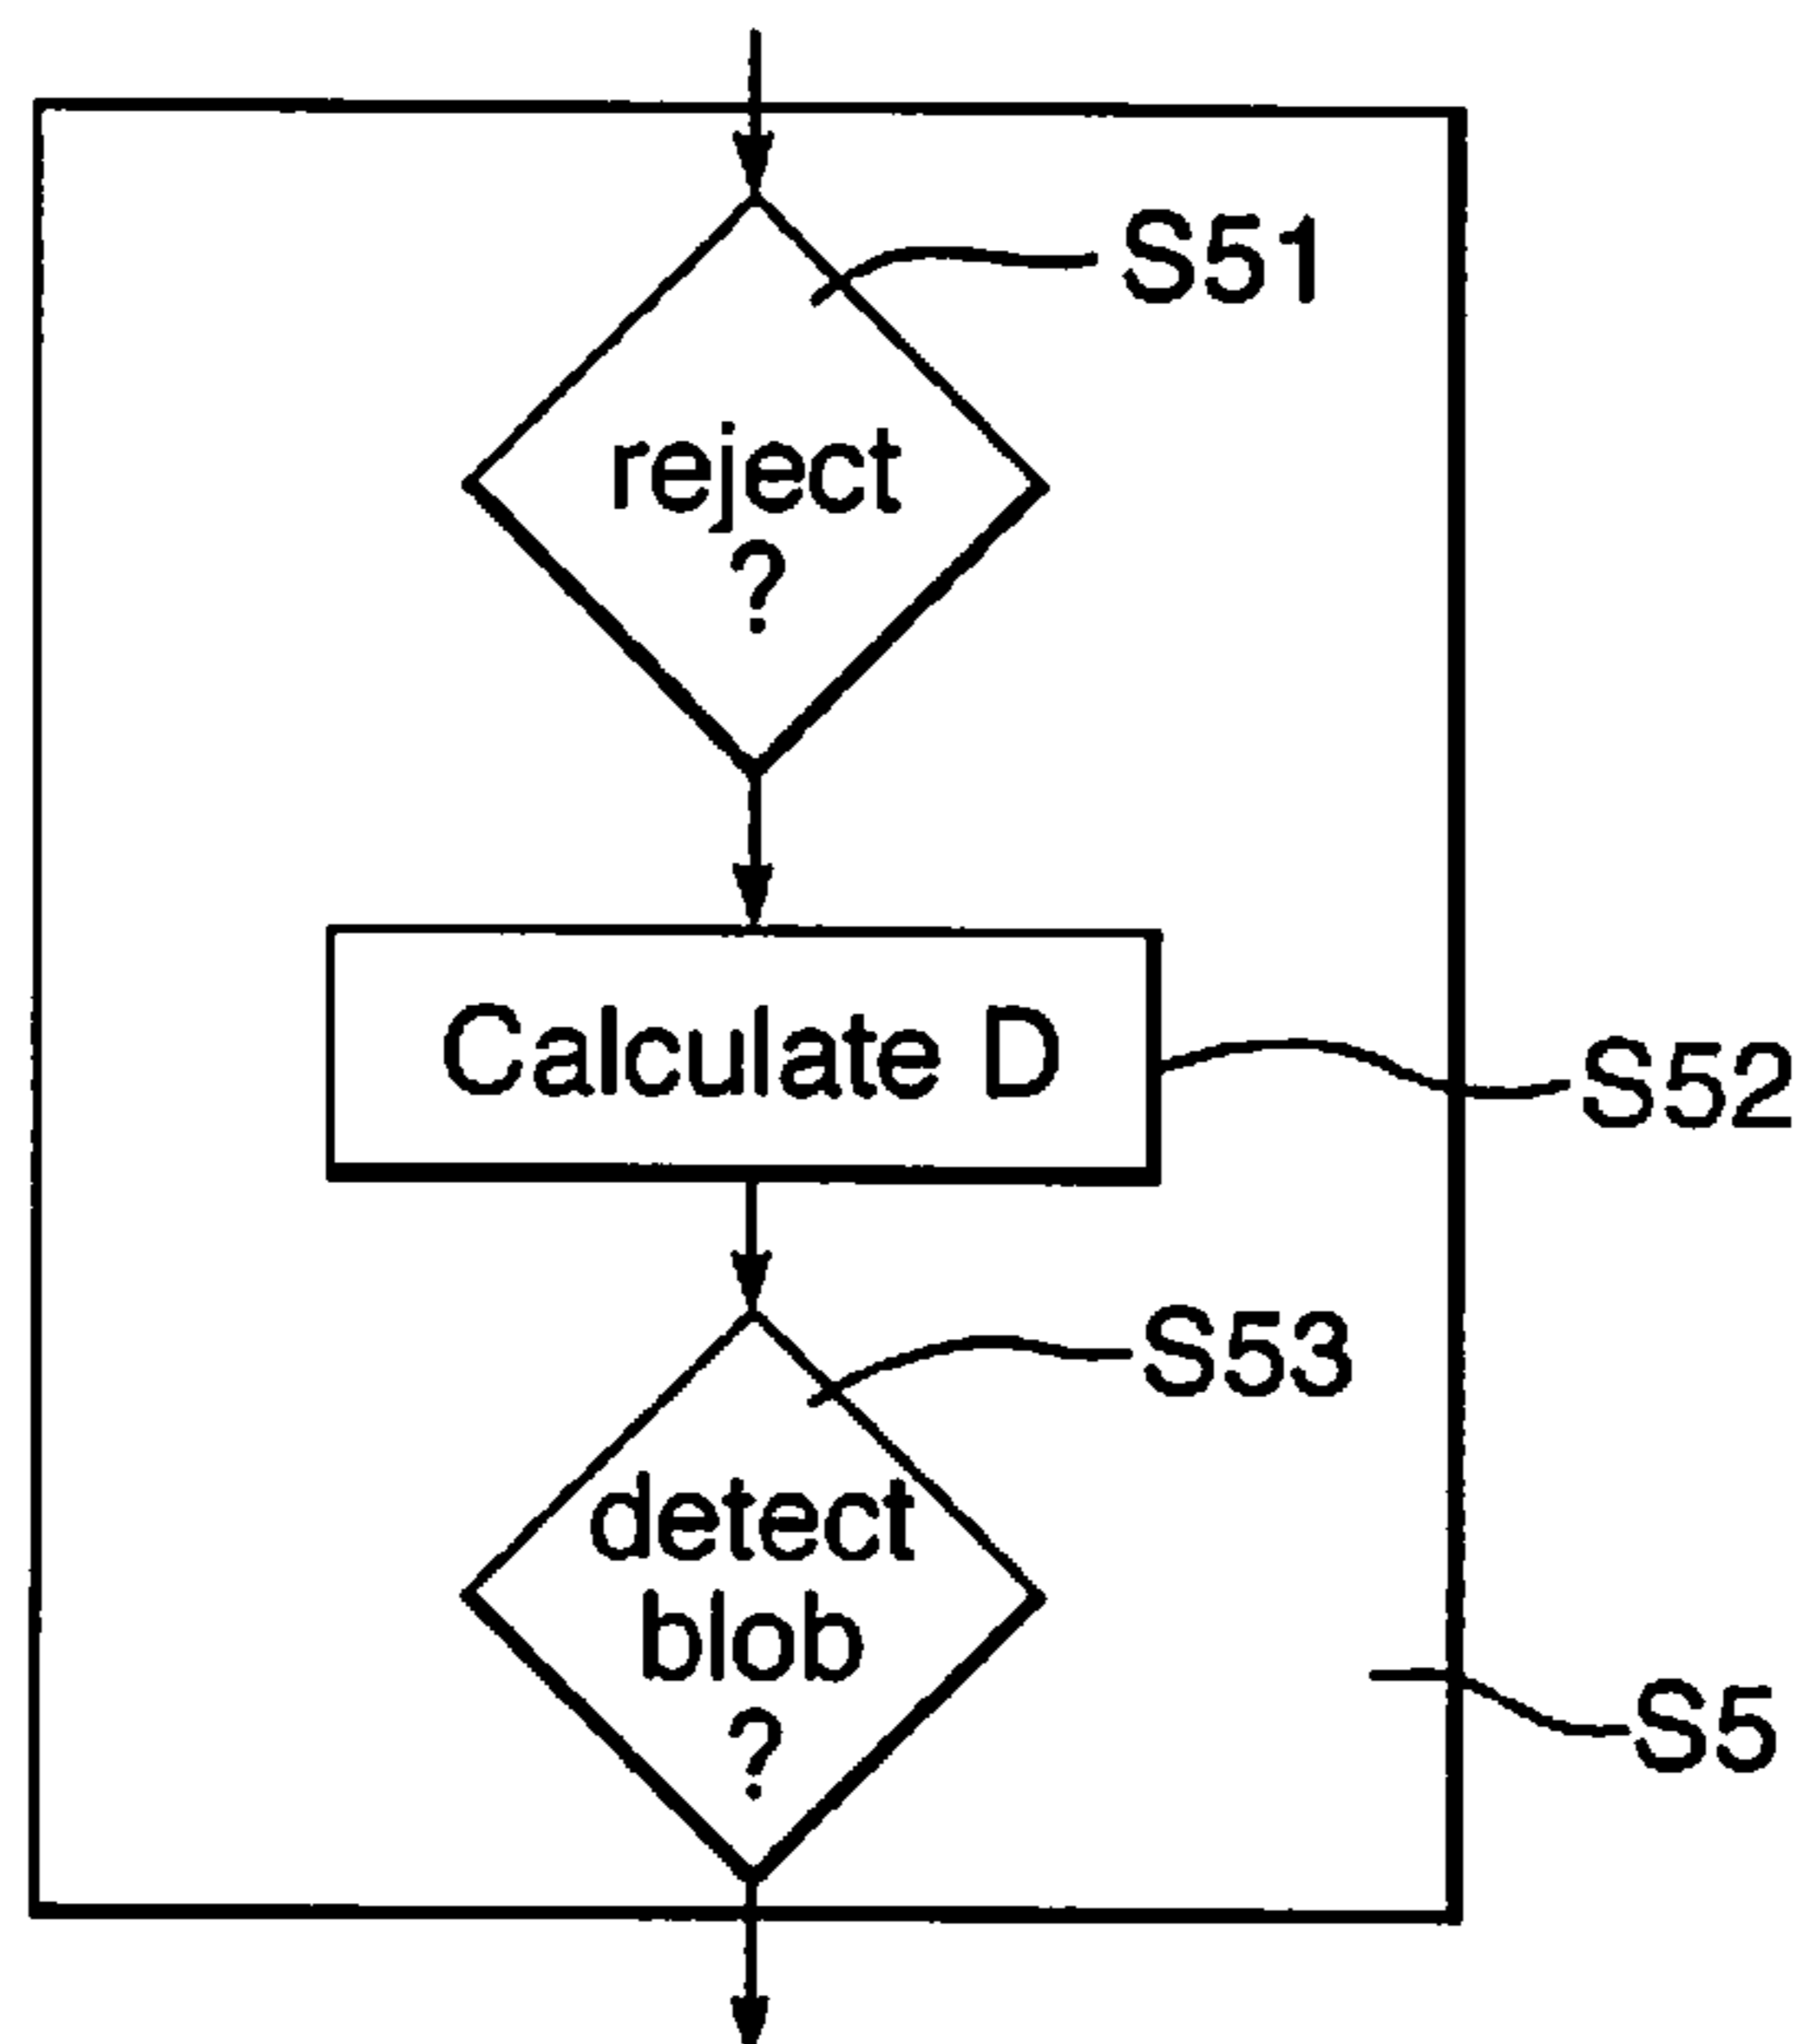 S51
reject
?
Calculate D
S52
S53
detect
blob
?
S5